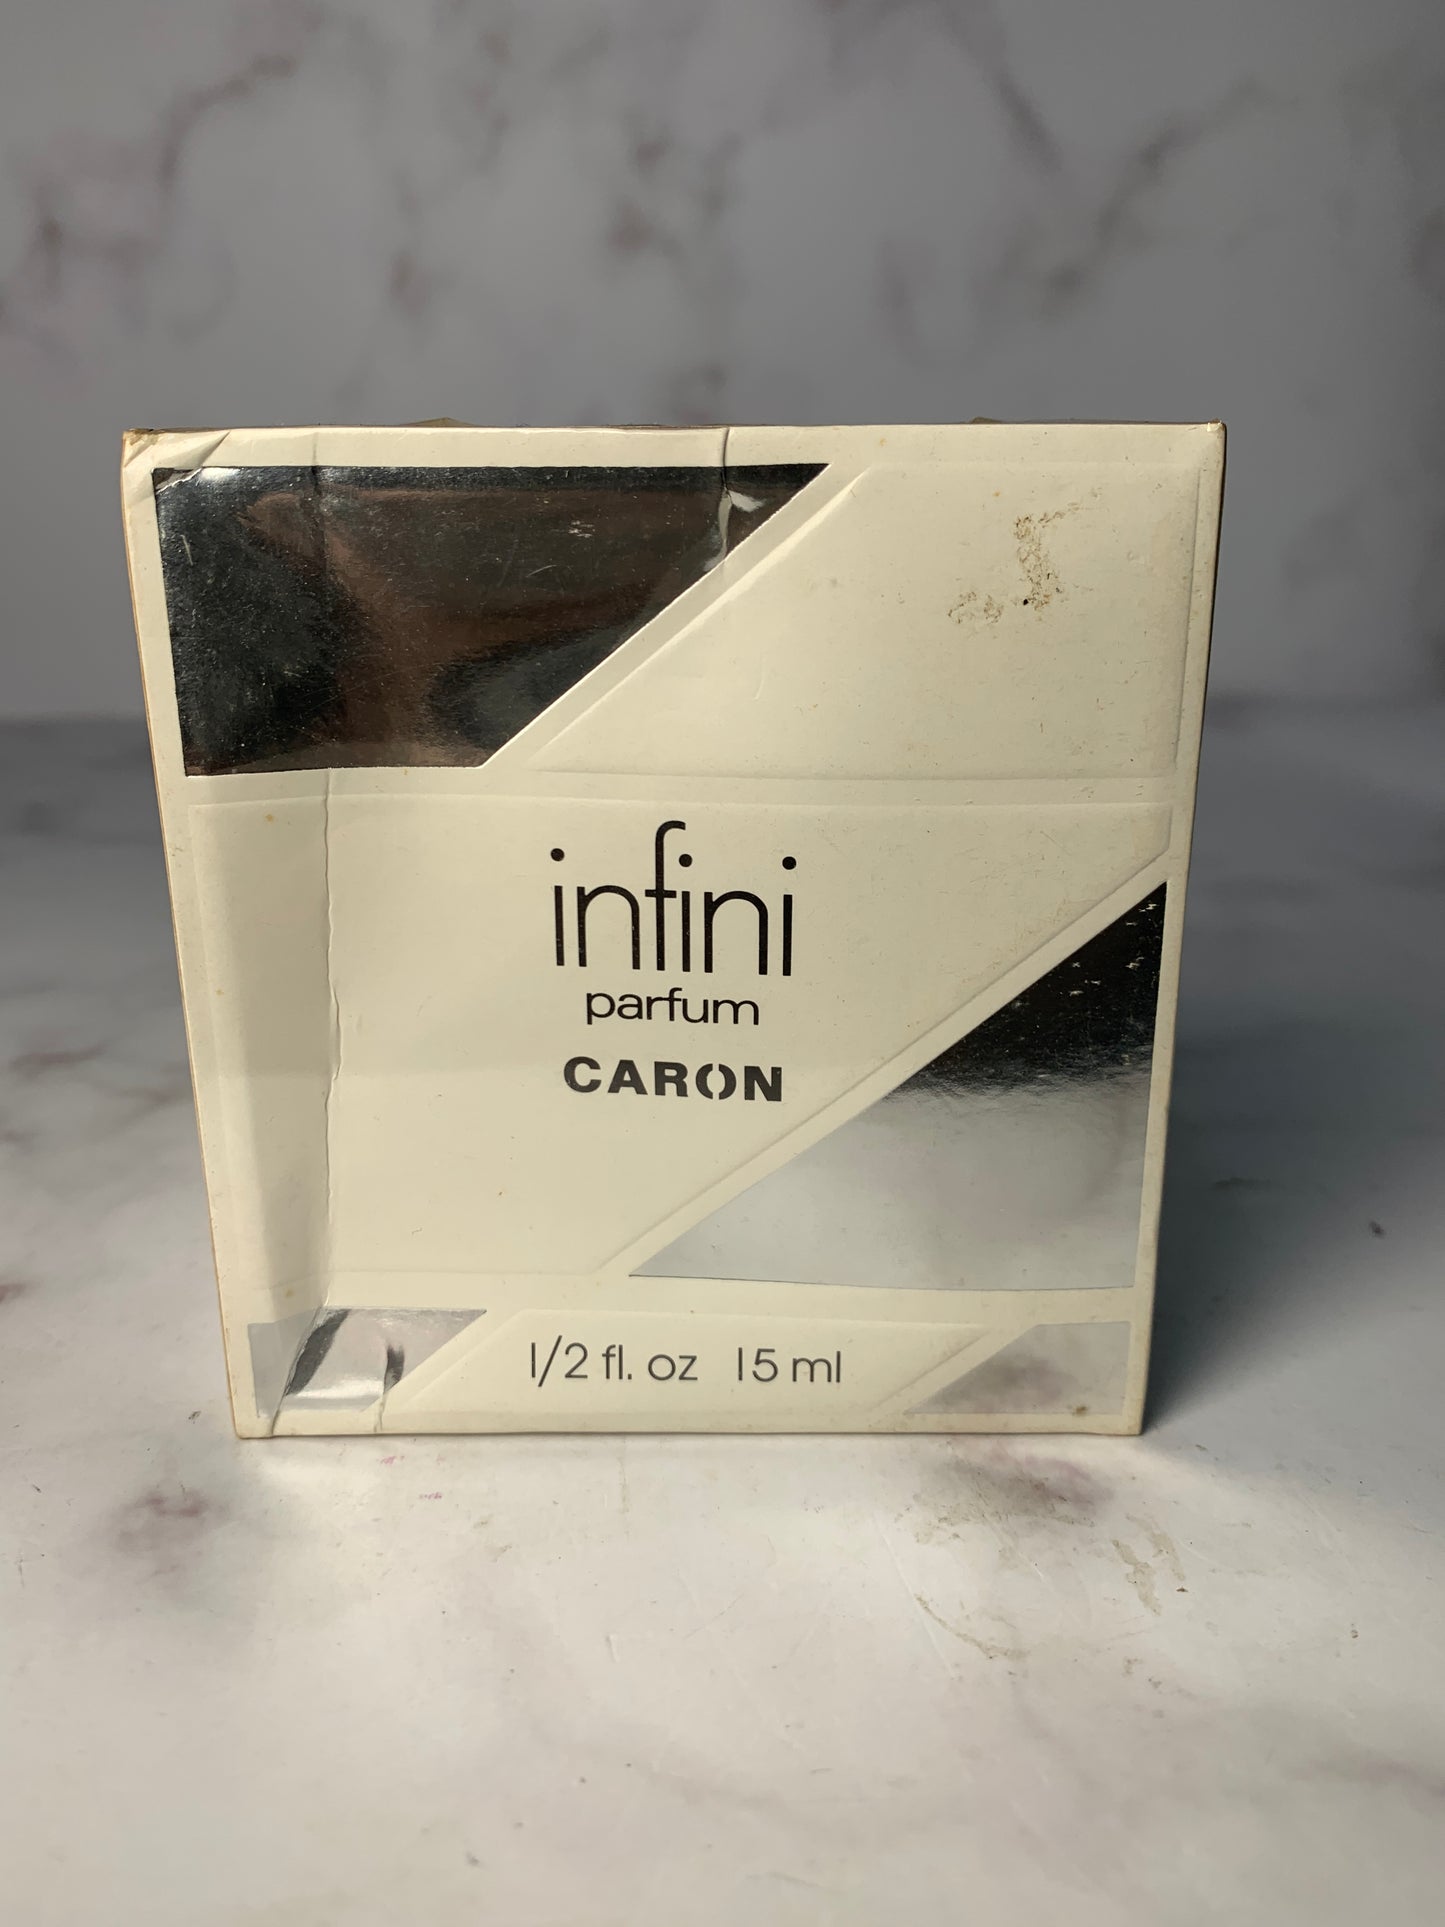 infini
parfum
CARON
1/2 fl. oz 15 ml